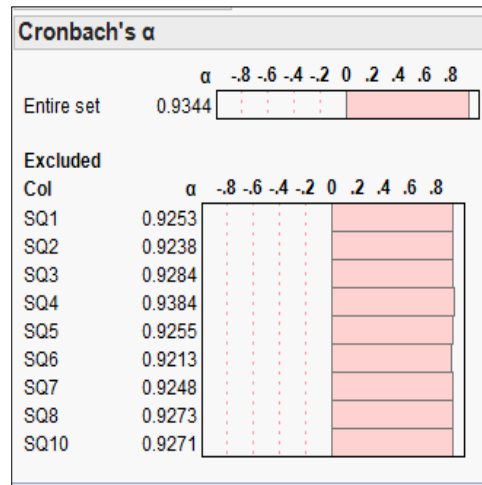 Cronbach's α
α -.8 -.6 -.4 -.2 0 .2 .4 .6 .8
Entire set 0.9344
Excluded
Col α -.8 -.6 -.4 -.2 0 .2 .4 .6 .8
SQ1 0.9253
SQ2 0.9238
SQ3 0.9284
SQ4 0.9384
SQ5 0.9255
SQ6 0.9213
SQ7 0.9248
SQ8 0.9273
SQ10 0.9271